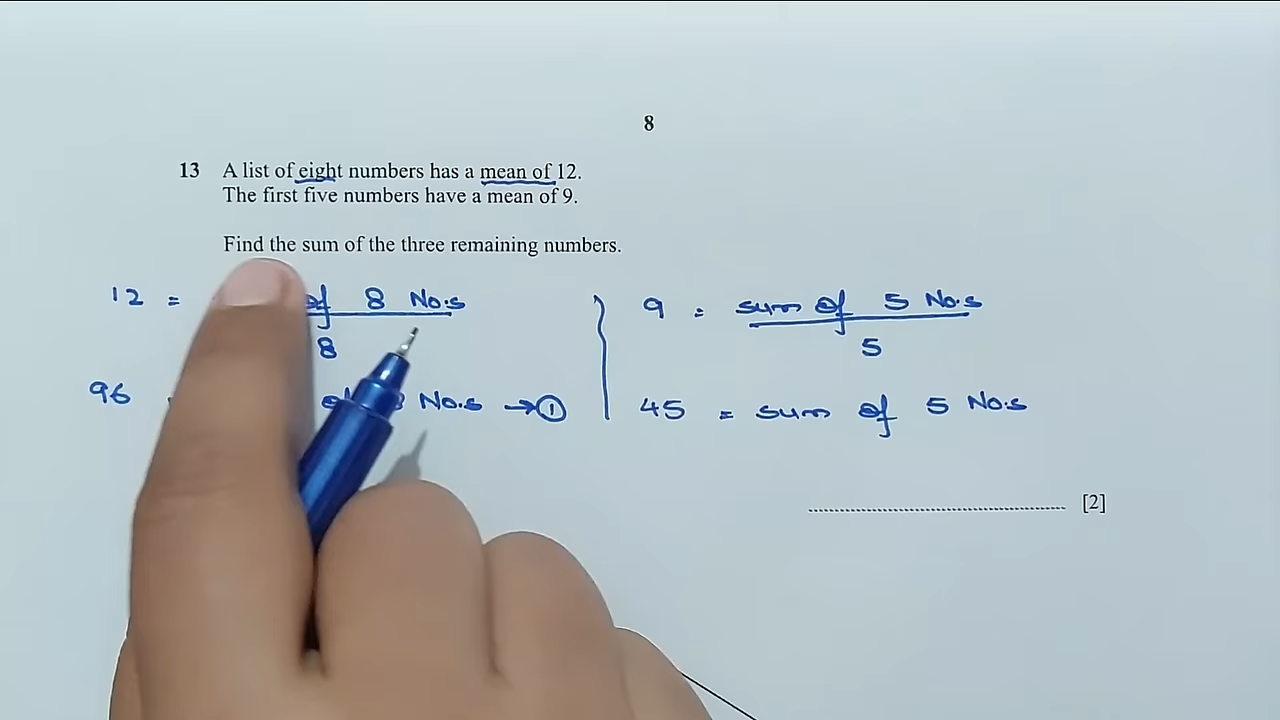 8
13 A list of eight numbers has a mean of 12.
The first five numbers have a mean of 9.
Find the sum of the three remaining numbers.
12 = of 8 No.s
8
96 of 8 No.s → ①
9 = sum of 5 No.s
5
45 = sum of 5 No.s
[2]